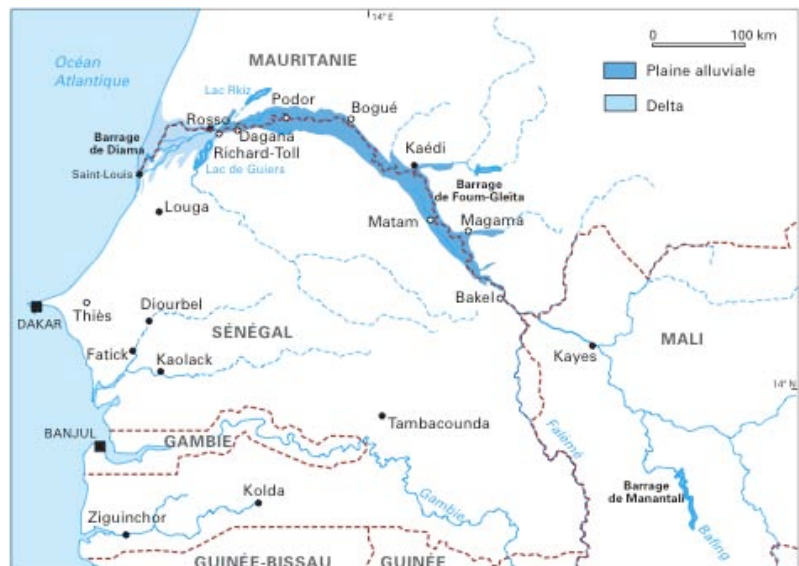 14° E
0 100 km
Océan
Atlantique
MAURITANIE
Plaine alluviale
Delta
Lac Rkiz
Podor
Bogué
Rosso
Dagana
Barrage
de Diama
Richard-Toll
Kaédi
Saint-Louis
Lac de Guiers
Barrage
de Foum-Gleïta
Louga
Matam
Magama
Bakel
Thiès
Diourbel
DAKAR
SÉNÉGAL
MALI
Fatick
Kaolack
Kayes
14° N
Tambacounda
BANJUL
GAMBIE
Falémé
Kolda
Gambie
Barrage
de Manantali
Ziguinchor
Bafing
GUINÉE-BISSAU
GUINÉE